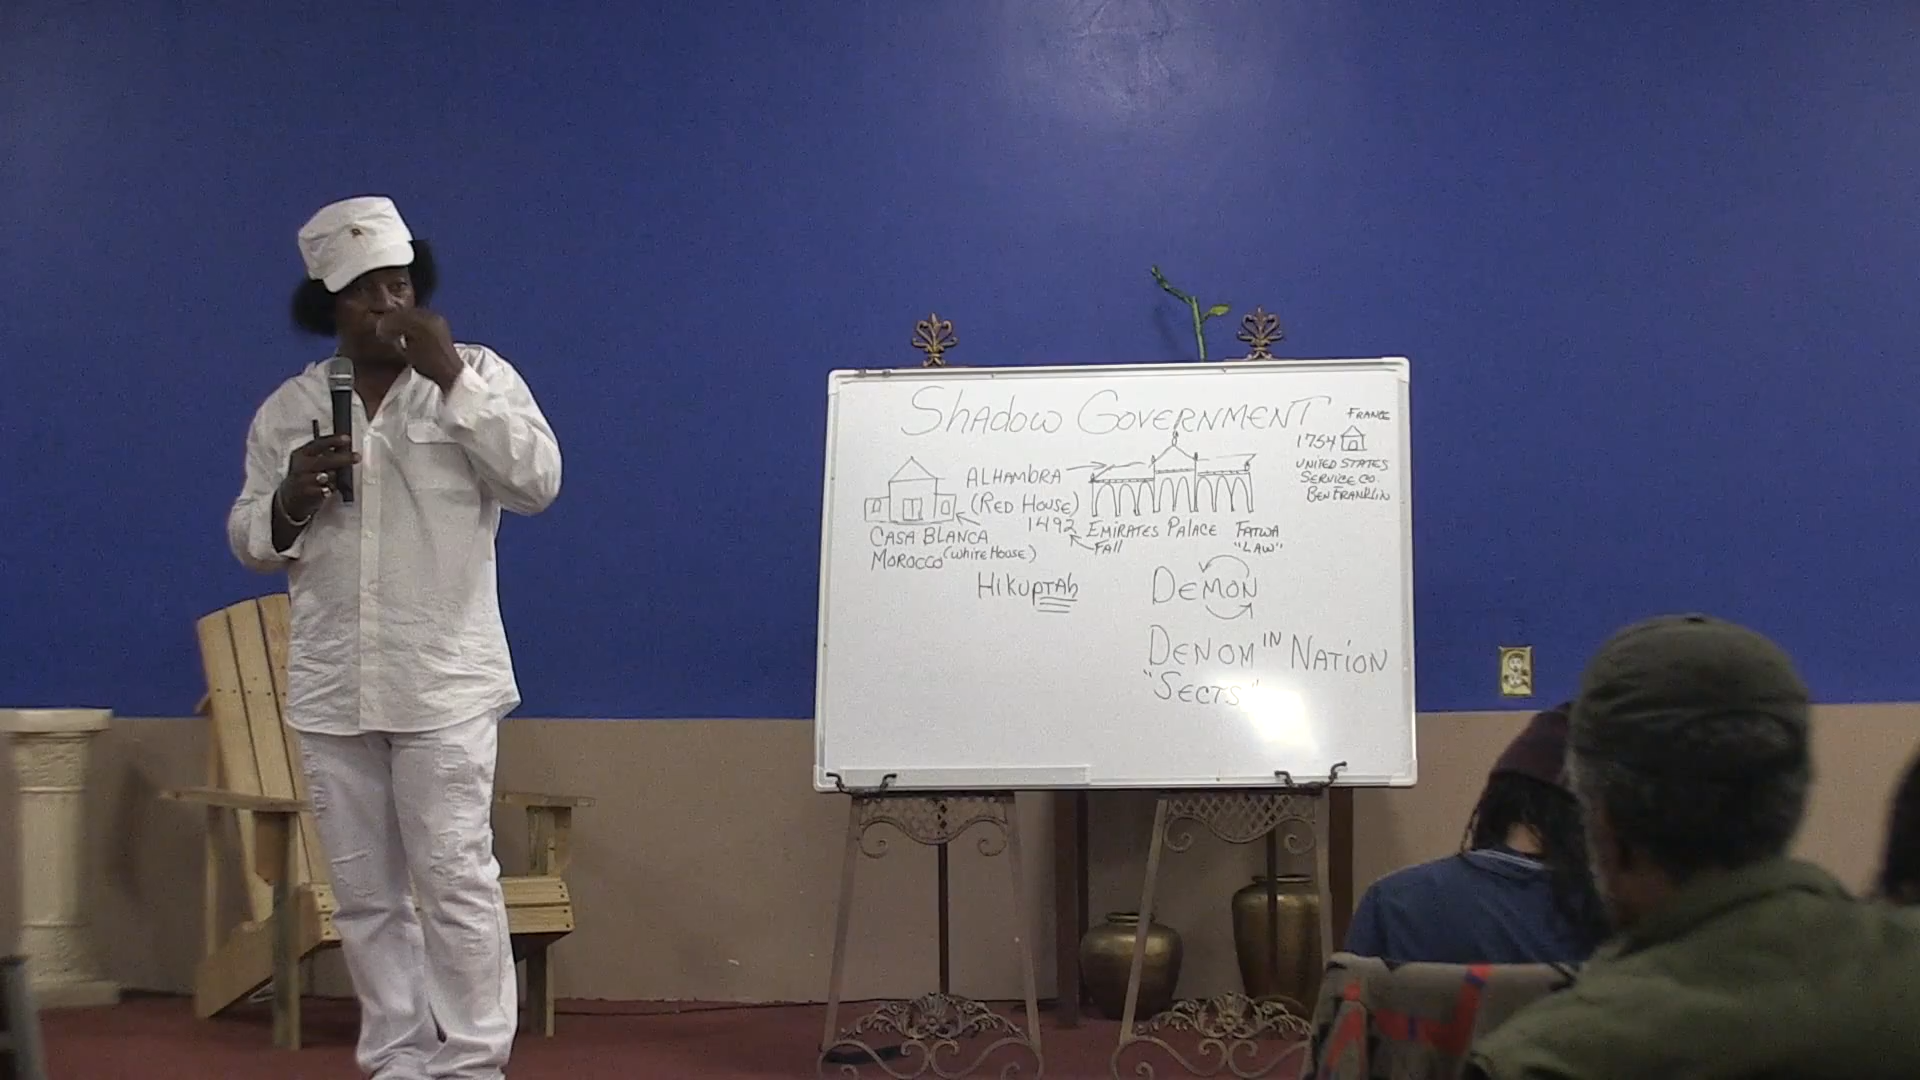 Shadow Government
France
1754
United States
Service Co.
Ben Franklin
Alhambra
(Red House)
1492
Fall
Casa Blanca
Morocco (White House)
Emirates Palace
Fatwa
"Law"
Hikuptah
Demon
Denom in Nation
"Sects"